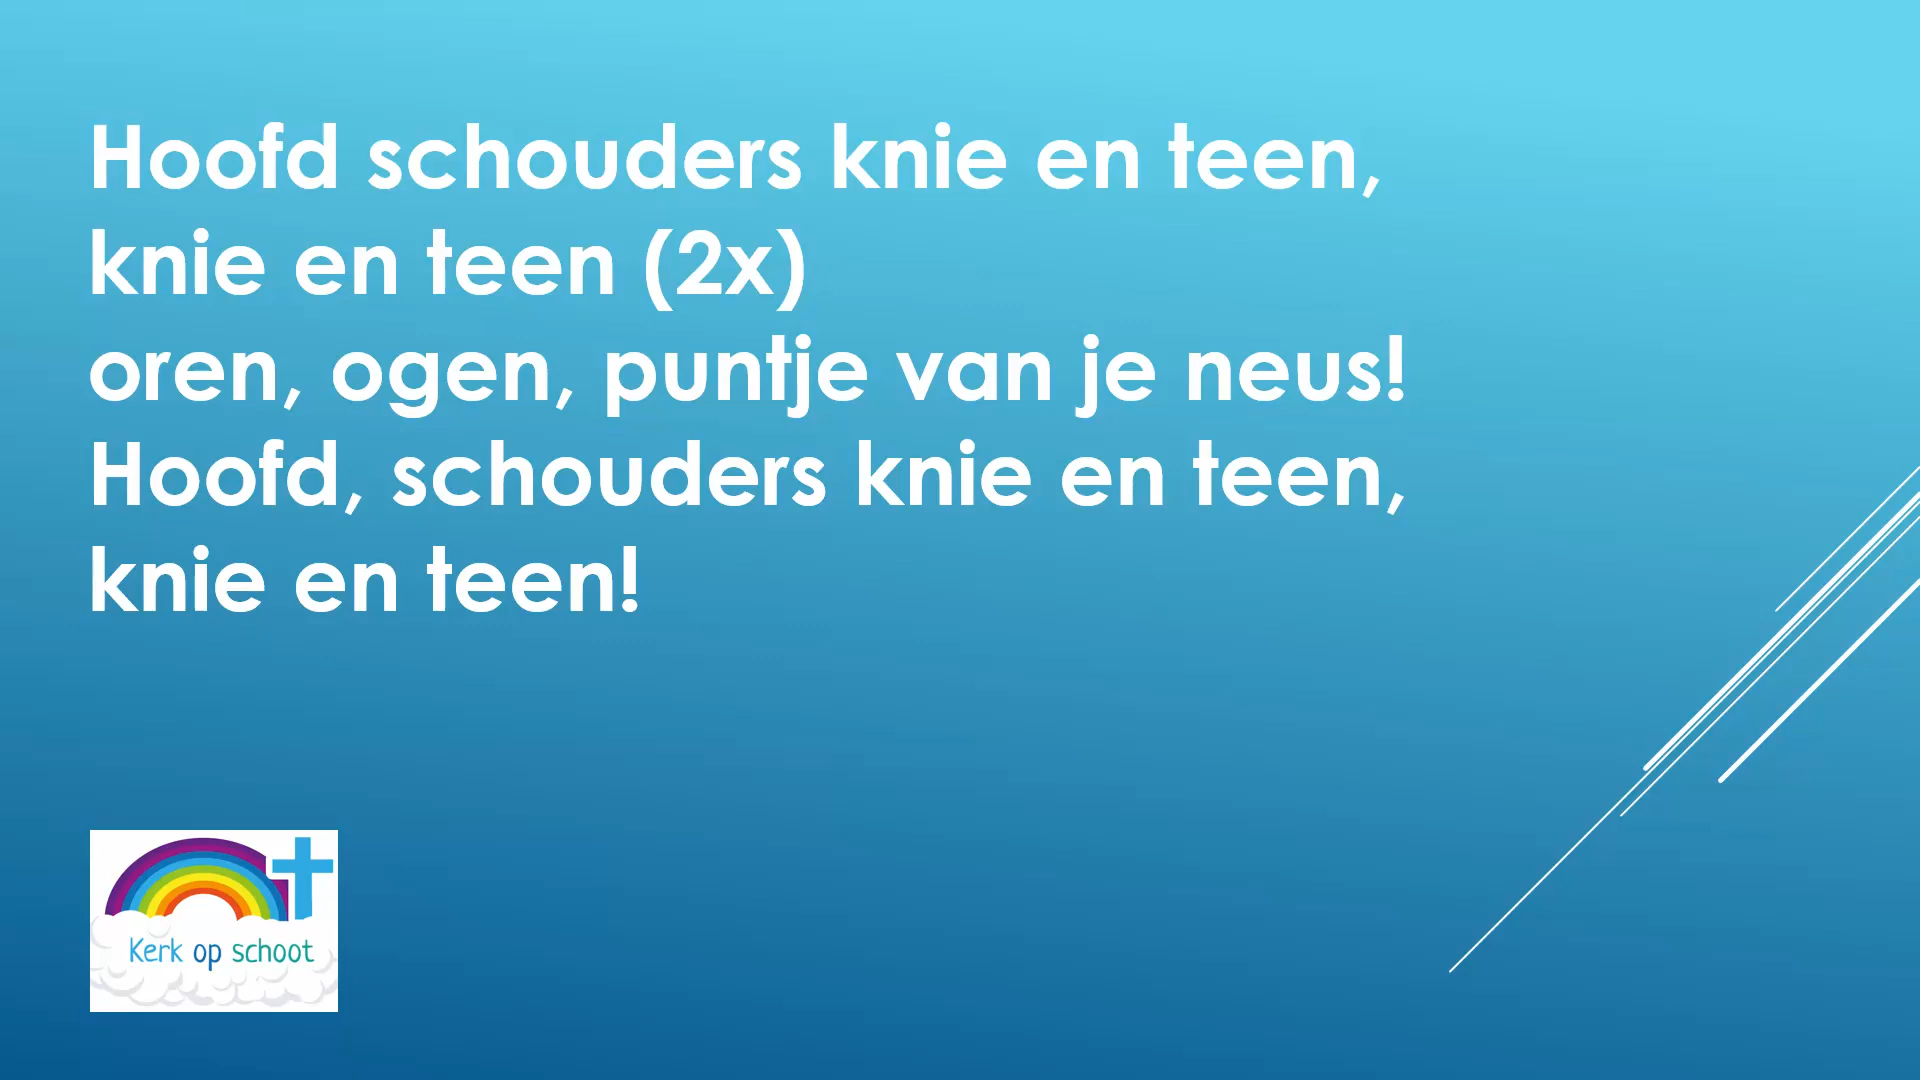 Hoofd schouders knie en teen,
knie en teen (2x)
oren, ogen, puntje van je neus!
Hoofd, schouders knie en teen,
knie en teen!
Kerk op schoot